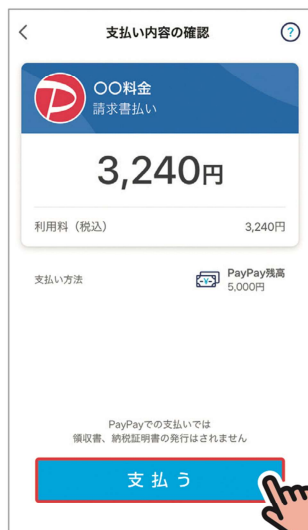 支払い内容の確認
?
〇〇料金
請求書払い
3,240円
利用料（税込） 3,240円
支払い方法
PayPay残高
5,000円
PayPayでの支払いでは
領収書、納税証明書の発行はされません
支払う